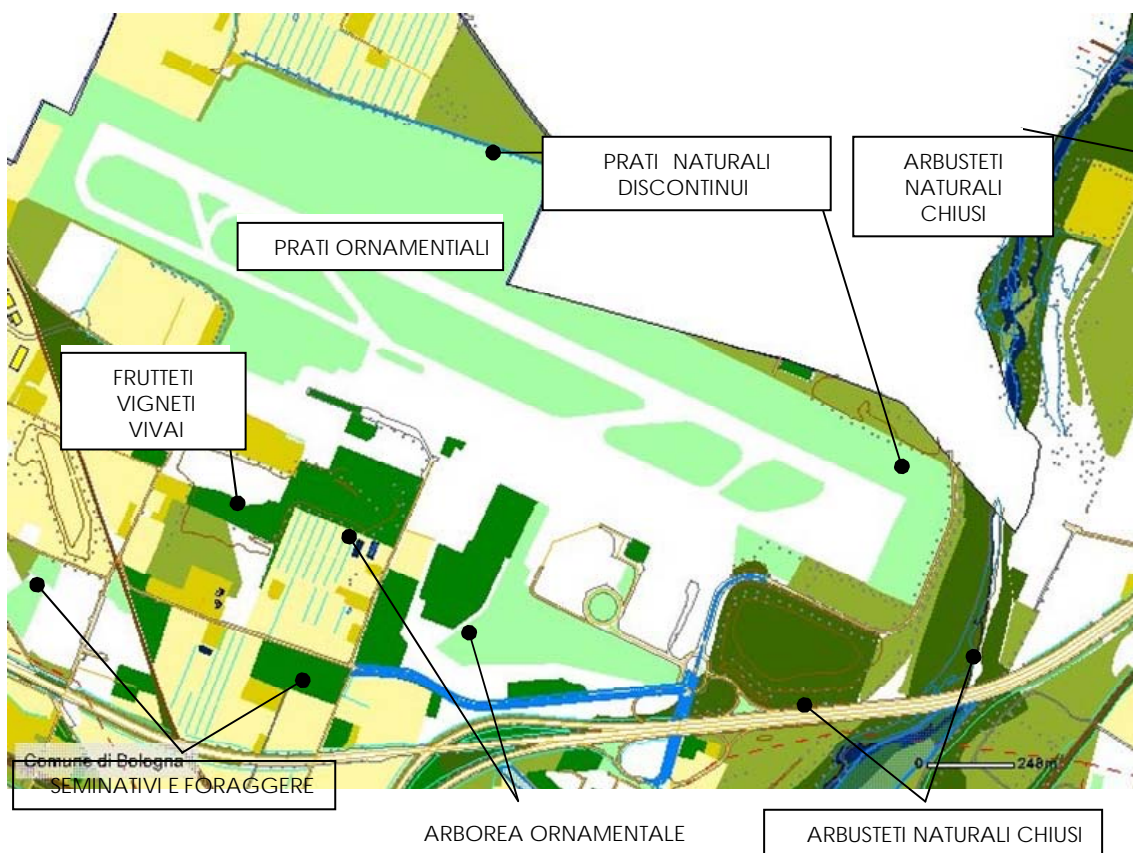 PRATI NATURALI
DISCONTINUI
ARBUSTETI
NATURALI
CHIUSI
PRATI ORNAMENTIALI
FRUTTETI
VIGNETI
VIVAI
Comune di Bologna
0 248m
SEMINATIVI E FORAGGERE
ARBOREA ORNAMENTALE
ARBUSTETI NATURALI CHIUSI